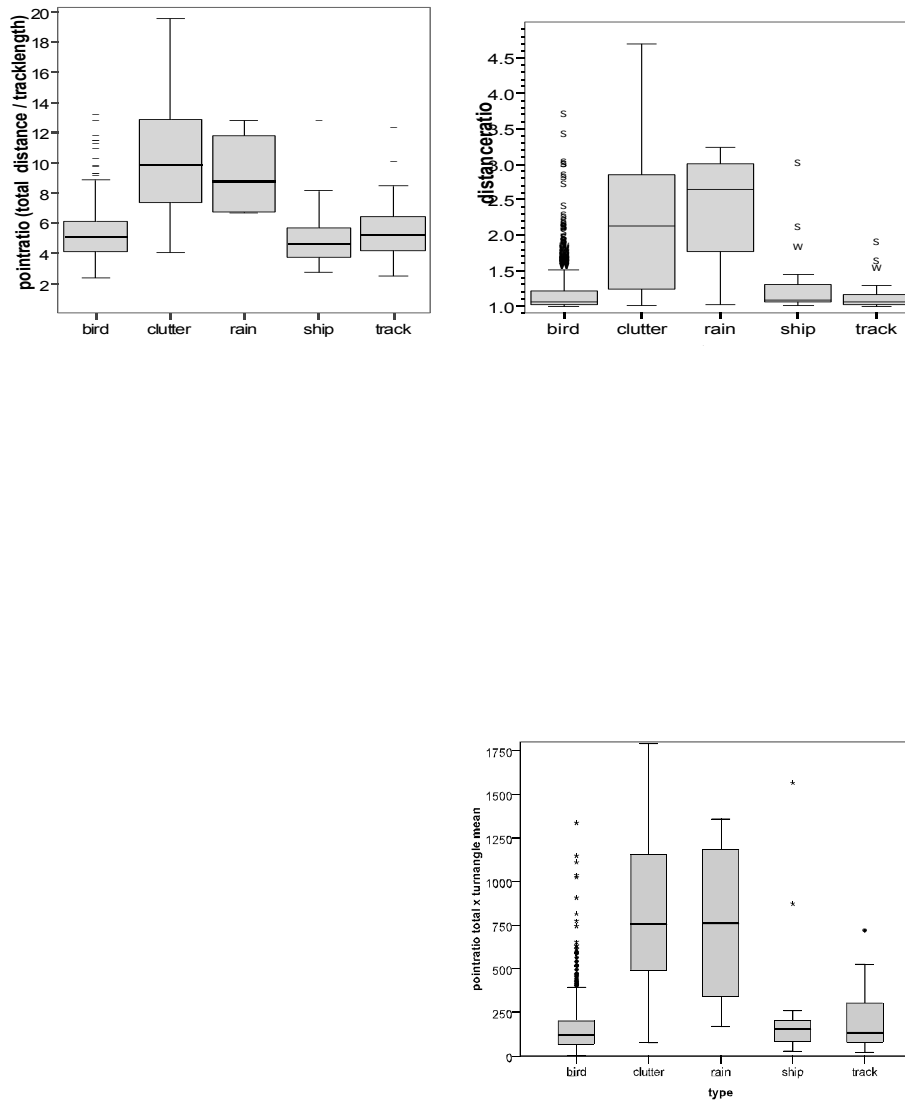 pointratio (total distance / tracklength)
20
18
16
14
12
10
8
6
4
2
bird clutter rain ship track
distanceratio
4.5
4.0
3.5
3.0
2.5
2.0
1.5
1.0
S
S
S
S
S
S
S
S
S
S
S
S
W
S
S
W
bird clutter rain ship track
pointratio total x turnangle mean
1750
1500
1250
1000
750
500
250
0
bird clutter rain ship track
type